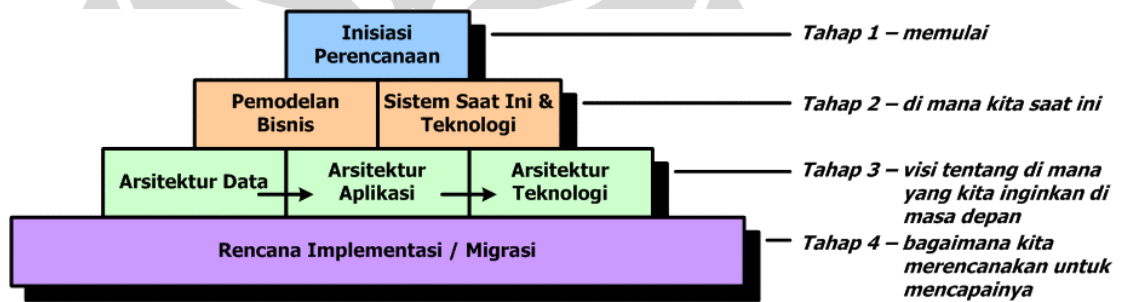 Inisiasi
Perencanaan
Tahap 1 – memulai
Pemodelan
Bisnis
Sistem Saat Ini &
Teknologi
Tahap 2 – di mana kita saat ini
Arsitektur Data
Arsitektur
Aplikasi
Arsitektur
Teknologi
Tahap 3 – visi tentang di mana
yang kita inginkan di
masa depan
Rencana Implementasi / Migrasi
Tahap 4 – bagaimana kita
merencanakan untuk
mencapainya